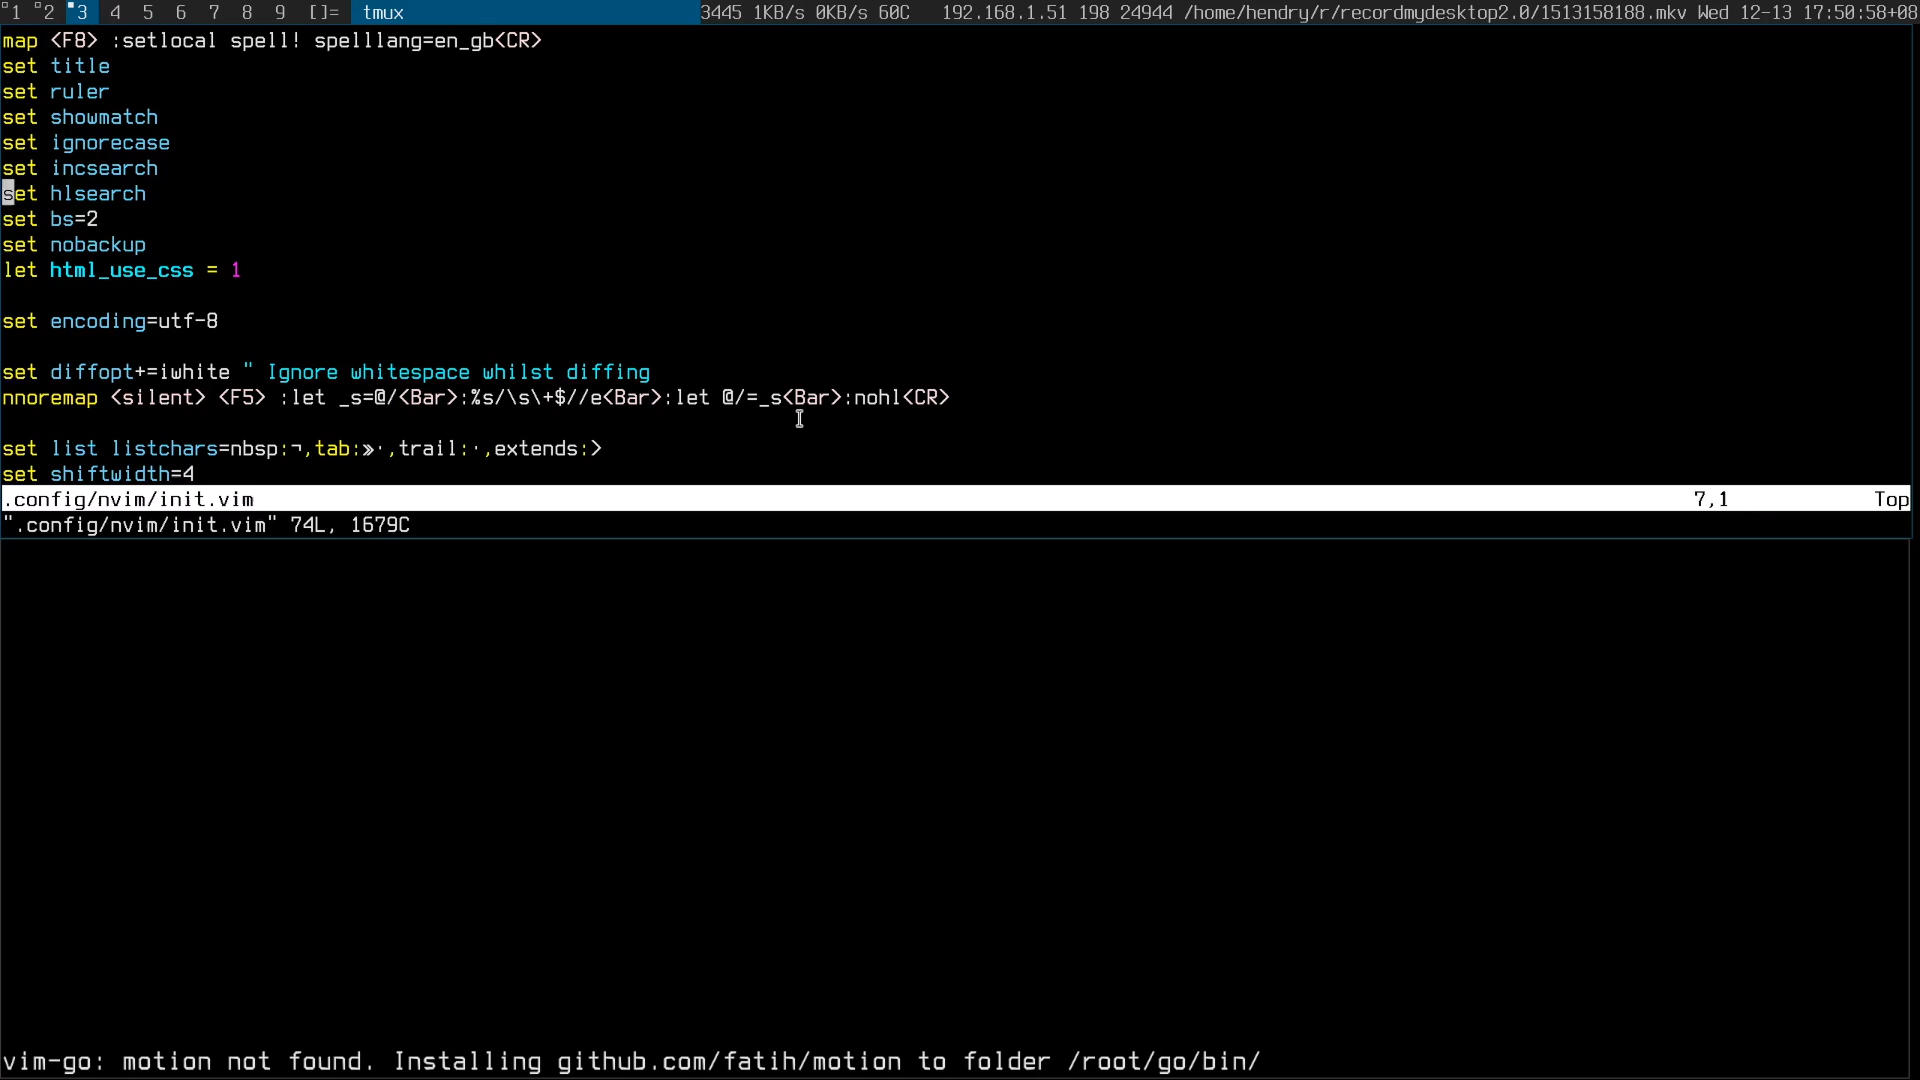 1 2 3 4 5 6 7 8 9 []= tmux 3445 1KB/s 0KB/s 60C 192.168.1.51 198 24944 /home/hendry/r/recordmydesktop2.0/1513158188.mkv Wed 12-13 17:50:58+08
map <F8> :setlocal spell! spelllang=en_gb<CR>
set title
set ruler
set showmatch
set ignorecase
set incsearch
set hlsearch
set bs=2
set nobackup
let html_use_css = 1
set encoding=utf-8
set diffopt+=iwhite " Ignore whitespace whilst diffing
nnoremap <silent> <F5> :let _s=@/<Bar>:%s/\s\+$//e<Bar>:let @/=_s<Bar>:nohl<CR>
set list listchars=nbsp:¬,tab:»·,trail:·,extends:>
set shiftwidth=4
.config/nvim/init.vim 7,1 Top
".config/nvim/init.vim" 74L, 1679C
vim-go: motion not found. Installing github.com/fatih/motion to folder /root/go/bin/